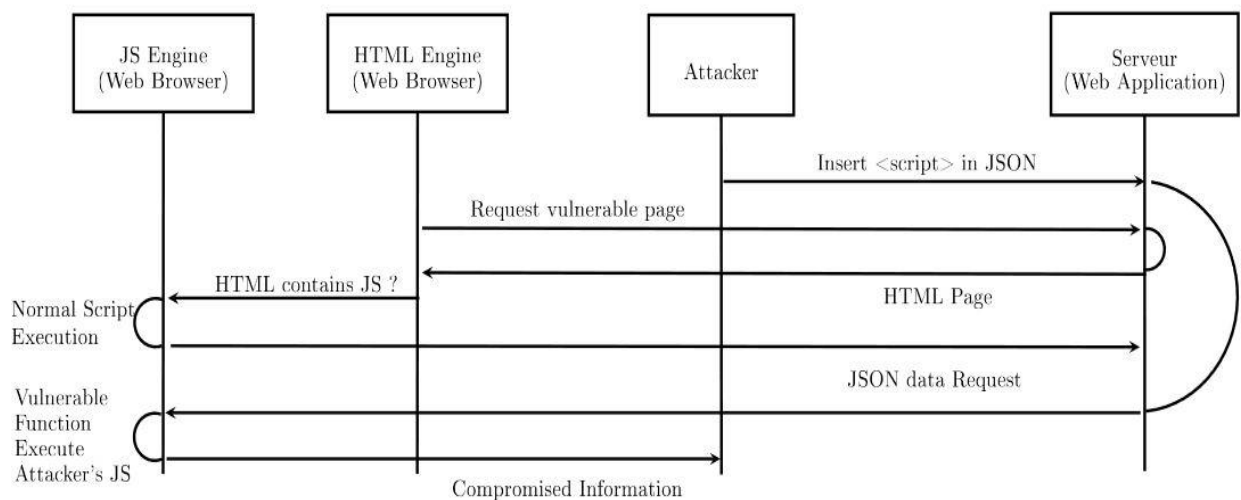 JS Engine
(Web Browser)
HTML Engine
(Web Browser)
Attacker
Serveur
(Web Application)
Insert <script> in JSON
Request vulnerable page
HTML contains JS ?
HTML Page
Normal Script
Execution
JSON data Request
Vulnerable
Function
Execute
Attacker's JS
Compromised Information